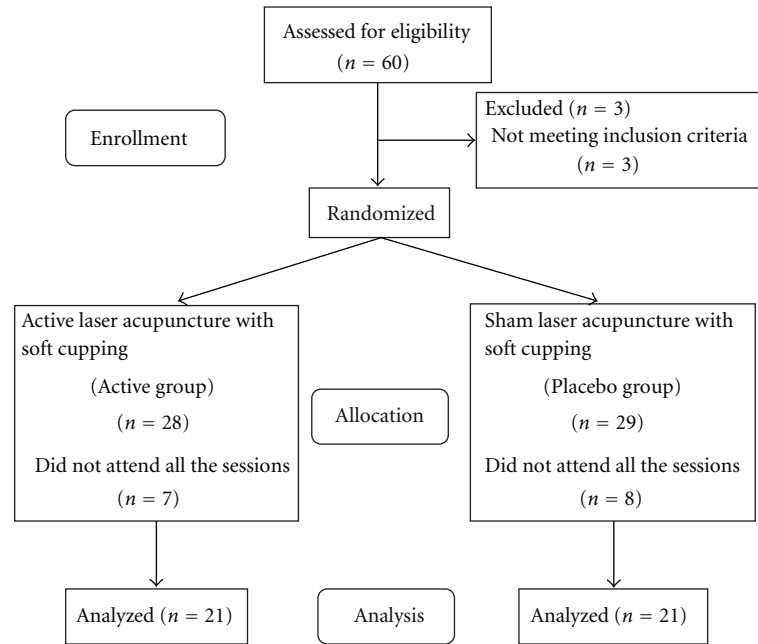 Assessed for eligibility
(n = 60)
Excluded (n = 3)
Not meeting inclusion criteria
(n = 3)
Enrollment
Randomized
Active laser acupuncture with
soft cupping
(Active group)
(n = 28)
Did not attend all the sessions
(n = 7)
Sham laser acupuncture with
soft cupping
(Placebo group)
(n = 29)
Did not attend all the sessions
(n = 8)
Allocation
Analyzed (n = 21)
Analysis
Analyzed (n = 21)